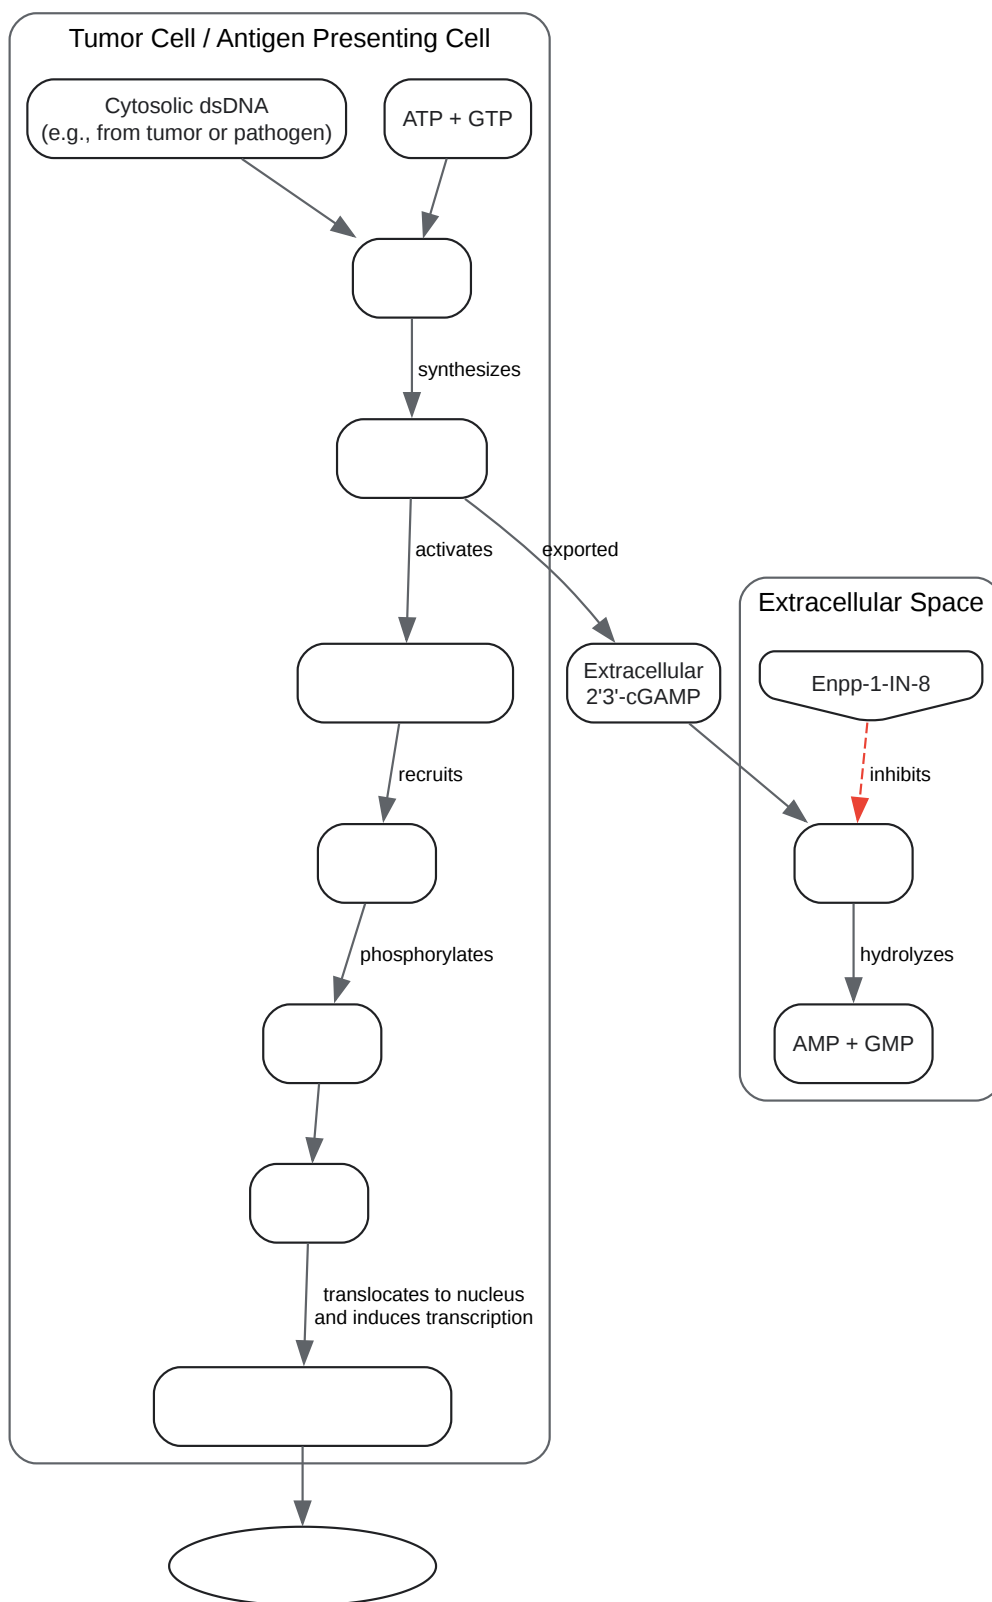 Tumor Cell / Antigen Presenting Cell
Cytosolic dsDNA
(e.g., from tumor or pathogen)
ATP + GTP
synthesizes
activates
exported
Extracellular Space
Extracellular
2'3'-cGAMP
Enpp-1-IN-8
recruits
inhibits
phosphorylates
hydrolyzes
AMP + GMP
translocates to nucleus
and induces transcription